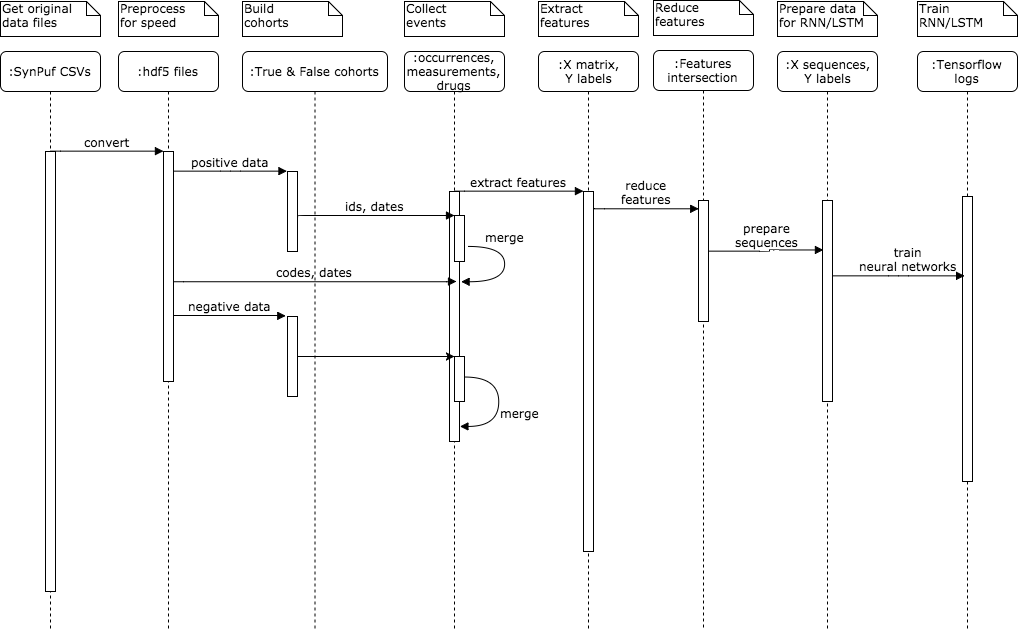 Get original
data files
Preprocess
for speed
Build
cohorts
Collect
events
Extract
features
Reduce
features
Prepare data
for RNN/LSTM
Train
RNN/LSTM
:SynPuf CSVs
:hdf5 files
:True & False cohorts
:occurrences,
measurements,
drugs
:X matrix,
Y labels
:Features
intersection
:X sequences,
Y labels
:Tensorflow
logs
convert
positive data
extract features
reduce
features
ids, dates
merge
prepare
sequences
train
neural networks
codes, dates
negative data
merge